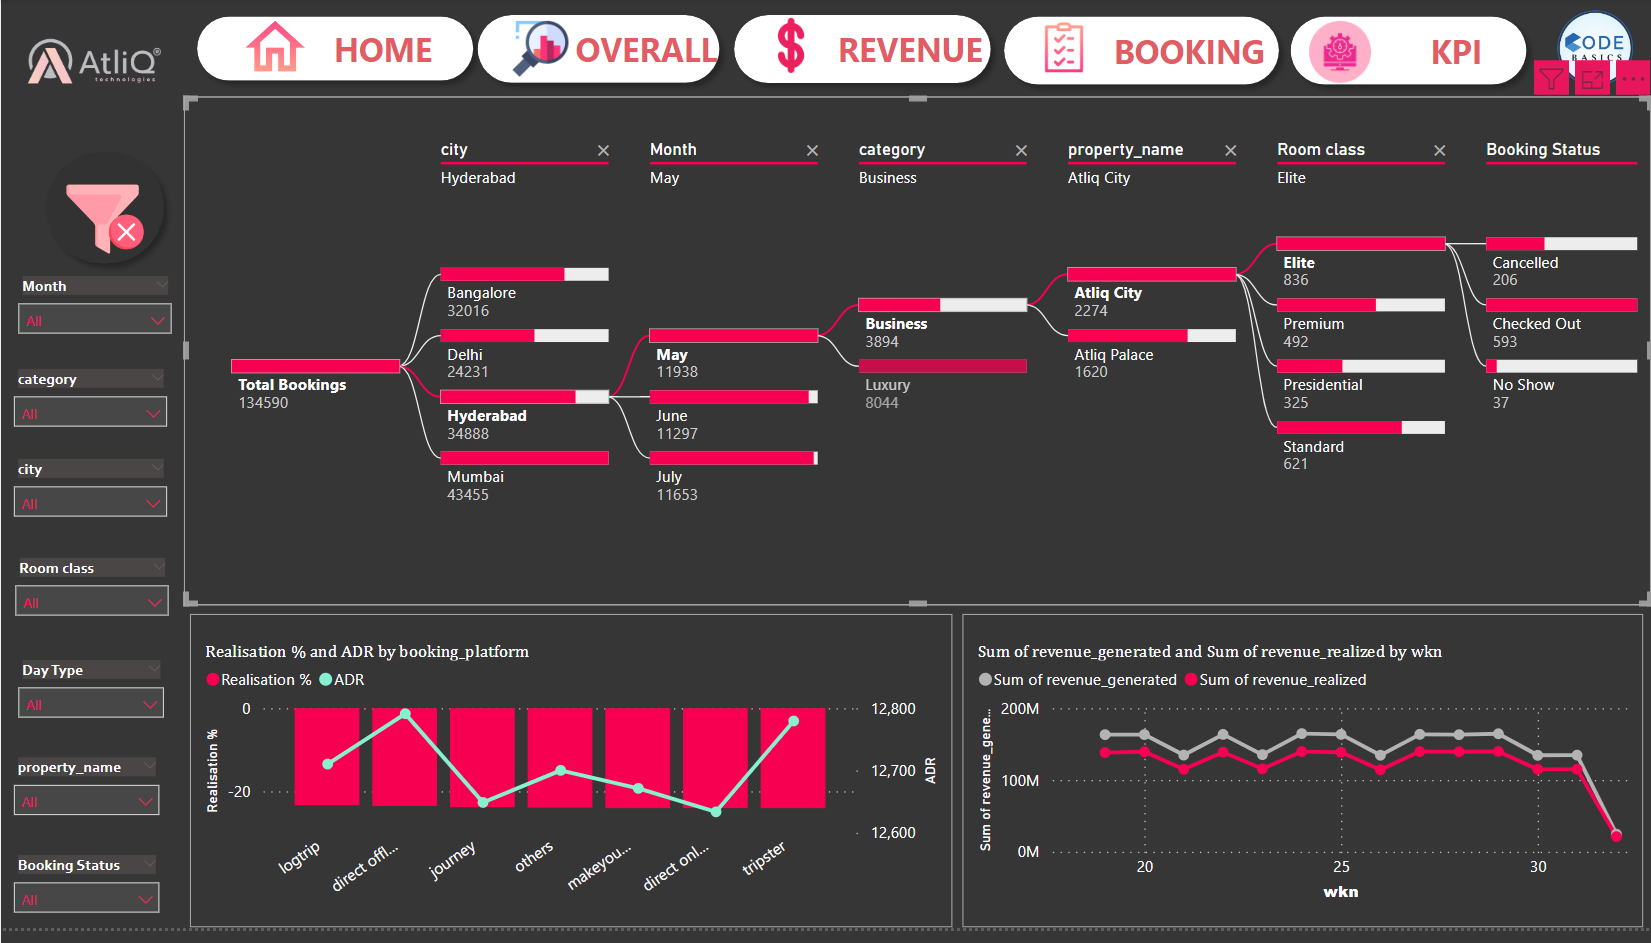 AtliQ®
technologies
HOME
OVERALL
REVENUE
BOOKING
KPI
CODE
BASICS
city
Hyderabad
Month
May
category
Business
property_name
Atliq City
Room class
Elite
Booking Status
Total Bookings
134590
Bangalore
32016
Delhi
24231
Hyderabad
34888
Mumbai
43455
May
11938
June
11297
July
11653
Business
3894
Luxury
8044
Atliq City
2274
Atliq Palace
1620
Elite
836
Premium
492
Presidential
325
Standard
621
Cancelled
206
Checked Out
593
No Show
37
Month
All
category
All
city
All
Room class
All
Day Type
All
property_name
All
Booking Status
All
Realisation % and ADR by booking_platform
Realisation % ADR
0
-20
Realisation %
12,800
12,700
12,600
ADR
logtrip
direct offl...
journey
others
makeyou...
direct onl...
tripster
Sum of revenue_generated and Sum of revenue_realized by wkn
Sum of revenue_generated Sum of revenue_realized
Sum of revenue_gene...
200M
100M
0M
20
25
30
wkn